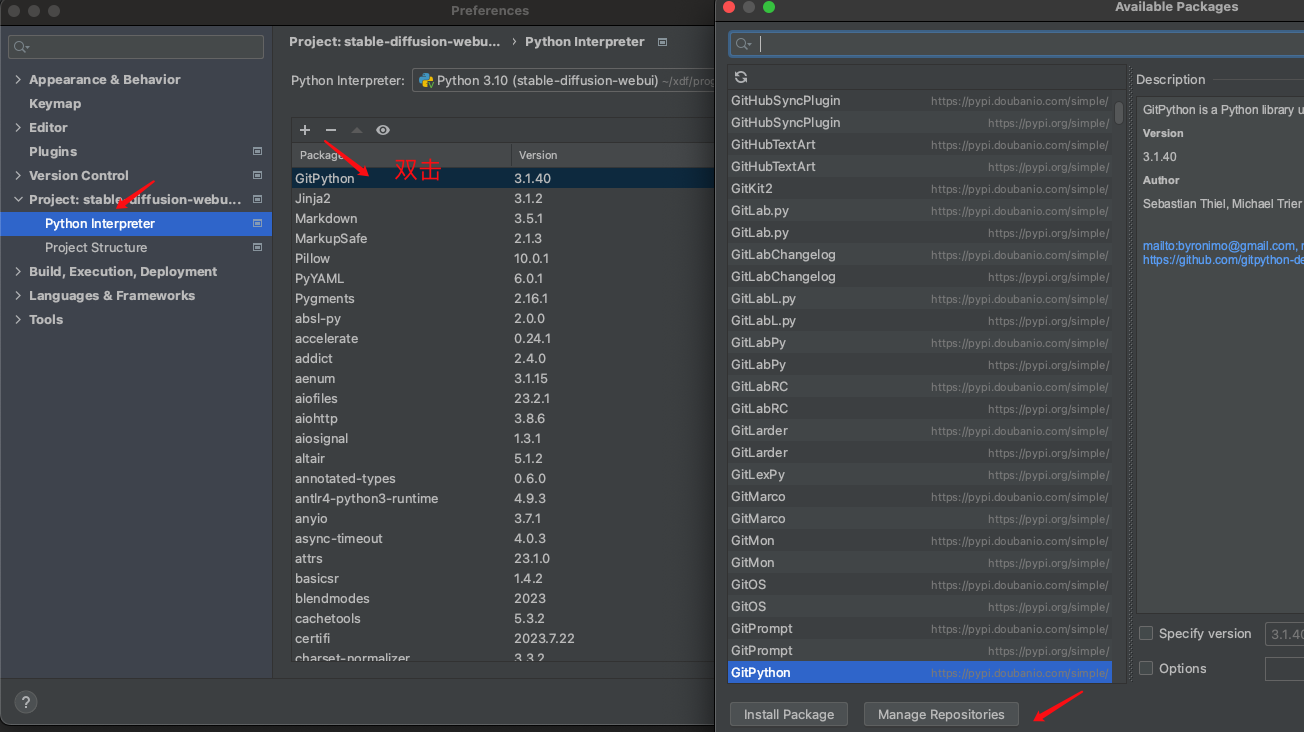 Preferences
Appearance & Behavior
Keymap
Editor
Plugins
Version Control
Project: stable-diffusion-webu...
Python Interpreter
Project Structure
Build, Execution, Deployment
Languages & Frameworks
Tools
?
Project: stable-diffusion-webu... › Python Interpreter
Python Interpreter: Python 3.10 (stable-diffusion-webui) ~/xdf/prog
Package Version
双击
GitPython 3.1.40
Jinja2 3.1.2
Markdown 3.5.1
MarkupSafe 2.1.3
Pillow 10.0.1
PyYAML 6.0.1
Pygments 2.16.1
absl-py 2.0.0
accelerate 0.24.1
addict 2.4.0
aenum 3.1.15
aiofiles 23.2.1
aiohttp 3.8.6
aiosignal 1.3.1
altair 5.1.2
annotated-types 0.6.0
antlr4-python3-runtime 4.9.3
anyio 3.7.1
async-timeout 4.0.3
attrs 23.1.0
basicsr 1.4.2
blendmodes 2023
cachetools 5.3.2
certifi 2023.7.22
charset-normalizer 3.3.2
Available Packages
GitHubSyncPlugin https://pypi.doubanio.com/simple/
GitHubSyncPlugin https://pypi.org/simple/
GitHubTextArt https://pypi.doubanio.com/simple/
GitHubTextArt https://pypi.org/simple/
GitKit2 https://pypi.doubanio.com/simple/
GitLab.py https://pypi.doubanio.com/simple/
GitLab.py https://pypi.org/simple/
GitLabChangelog https://pypi.doubanio.com/simple/
GitLabChangelog https://pypi.org/simple/
GitLabL.py https://pypi.doubanio.com/simple/
GitLabL.py https://pypi.org/simple/
GitLabPy https://pypi.doubanio.com/simple/
GitLabPy https://pypi.org/simple/
GitLabRC https://pypi.doubanio.com/simple/
GitLabRC https://pypi.org/simple/
GitLarder https://pypi.doubanio.com/simple/
GitLarder https://pypi.org/simple/
GitLexPy https://pypi.org/simple/
GitMarco https://pypi.doubanio.com/simple/
GitMarco https://pypi.org/simple/
GitMon https://pypi.doubanio.com/simple/
GitMon https://pypi.org/simple/
GitOS https://pypi.doubanio.com/simple/
GitOS https://pypi.org/simple/
GitPrompt https://pypi.doubanio.com/simple/
GitPrompt https://pypi.org/simple/
GitPython https://pypi.doubanio.com/simple/
Install Package
Manage Repositories
Description
GitPython is a Python library u
Version
3.1.40
Author
Sebastian Thiel, Michael Trier
mailto:byronimo@gmail.com,
https://github.com/gitpython-de
Specify version 3.1.40
Options